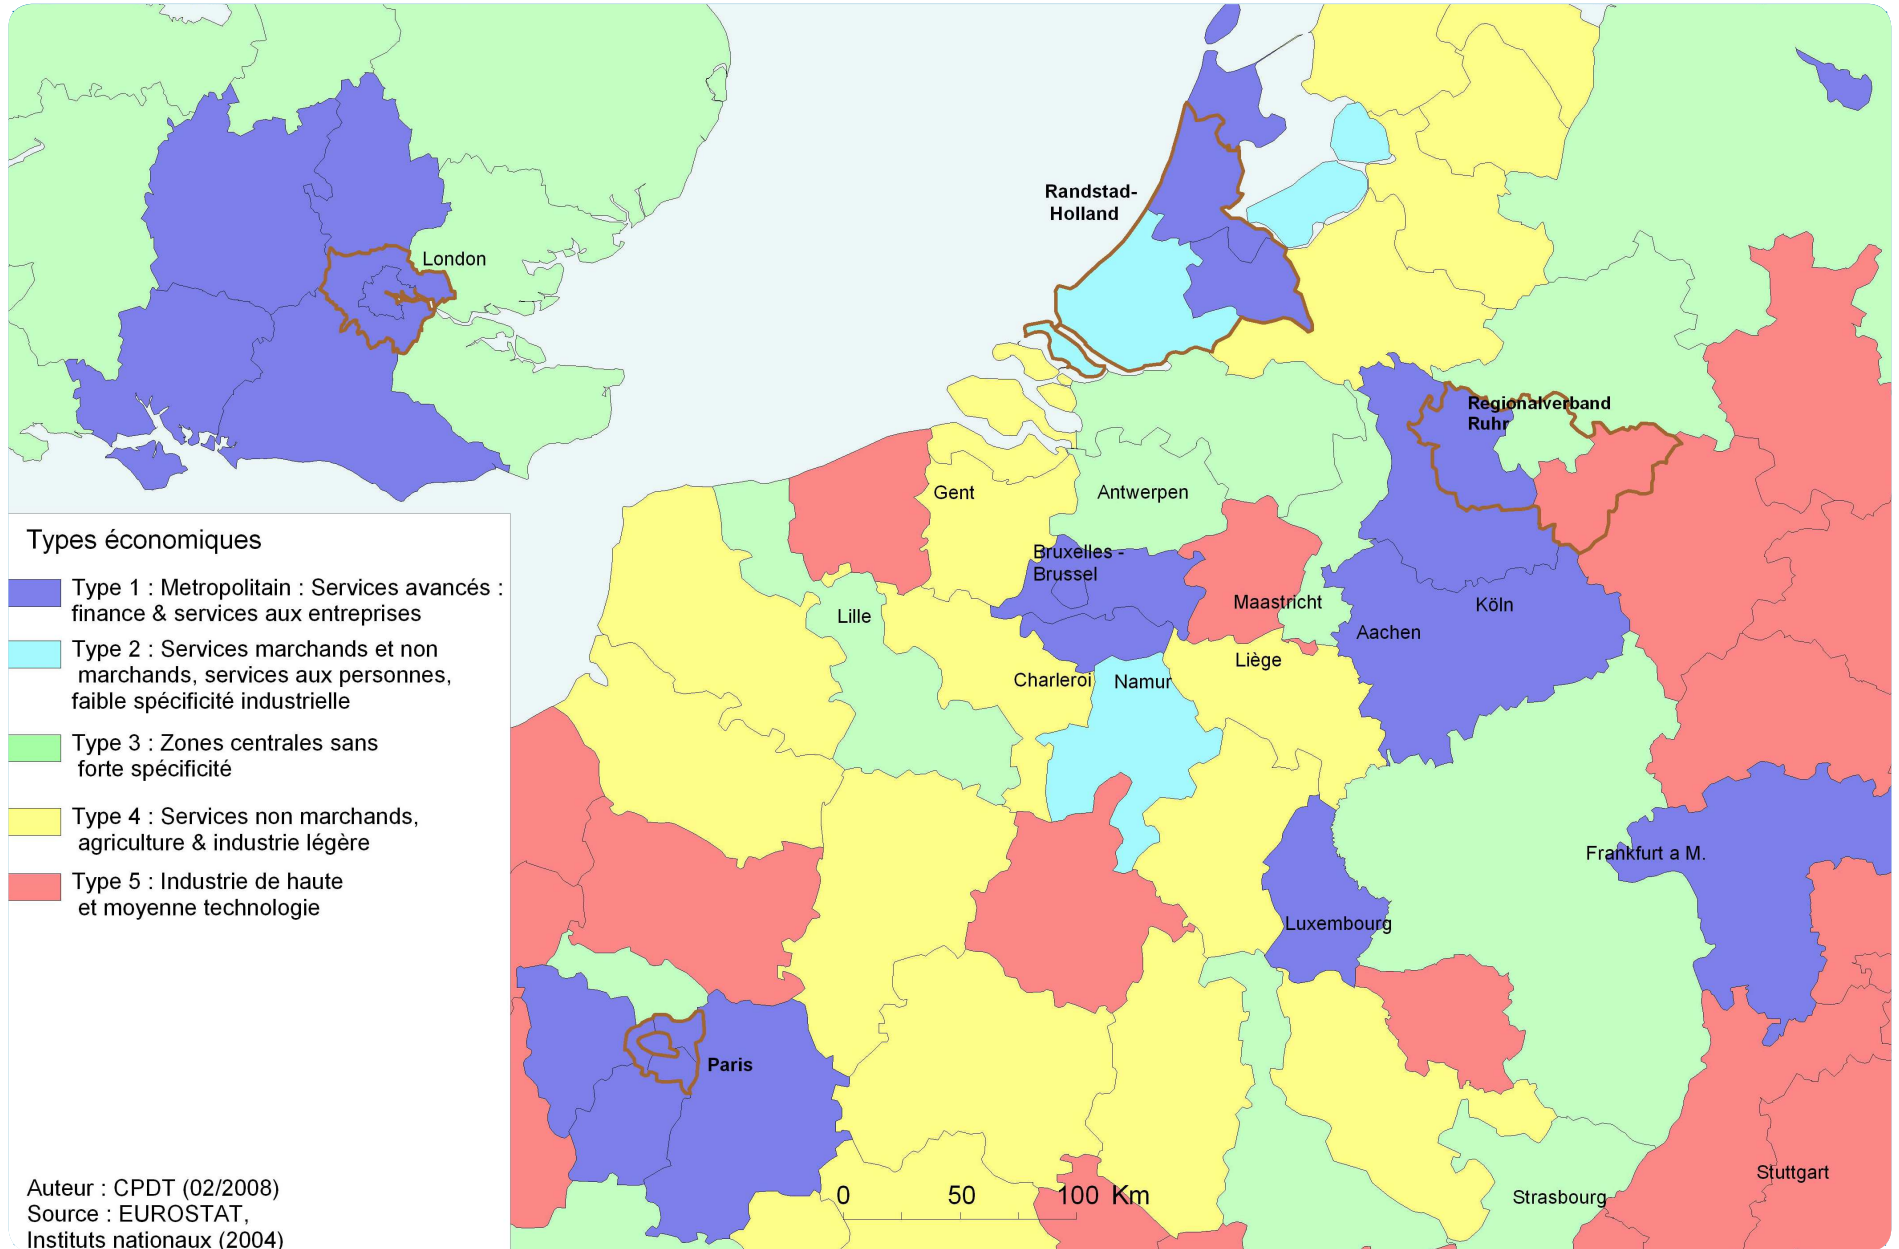 London
Randstad-
Holland
Regionalverband
Ruhr
Gent
Antwerpen
Bruxelles -
Brussel
Maastricht
Köln
Aachen
Lille
Liège
Charleroi
Namur
Frankfurt a M.
Luxembourg
Paris
Stuttgart
Strasbourg
Types économiques
Type 1 : Metropolitain : Services avancés :
finance & services aux entreprises
Type 2 : Services marchands et non
marchands, services aux personnes,
faible spécificité industrielle
Type 3 : Zones centrales sans
forte spécificité
Type 4 : Services non marchands,
agriculture & industrie légère
Type 5 : Industrie de haute
et moyenne technologie
Auteur : CPDT (02/2008)
Source : EUROSTAT,
Instituts nationaux (2004)
0 50 100 Km